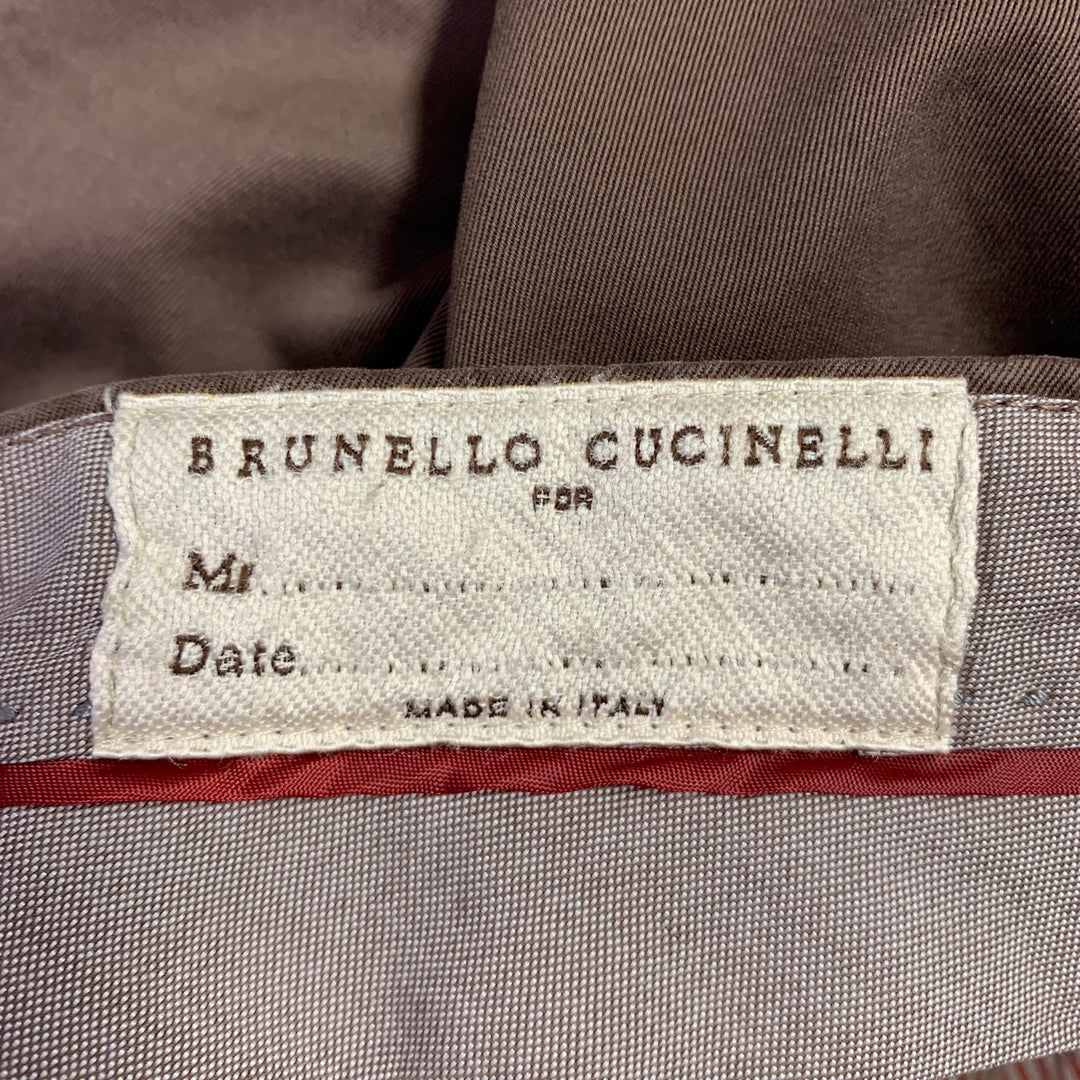 BRUNELLO CUCINELLI
FOR
Mr.
Date
MADE IN ITALY